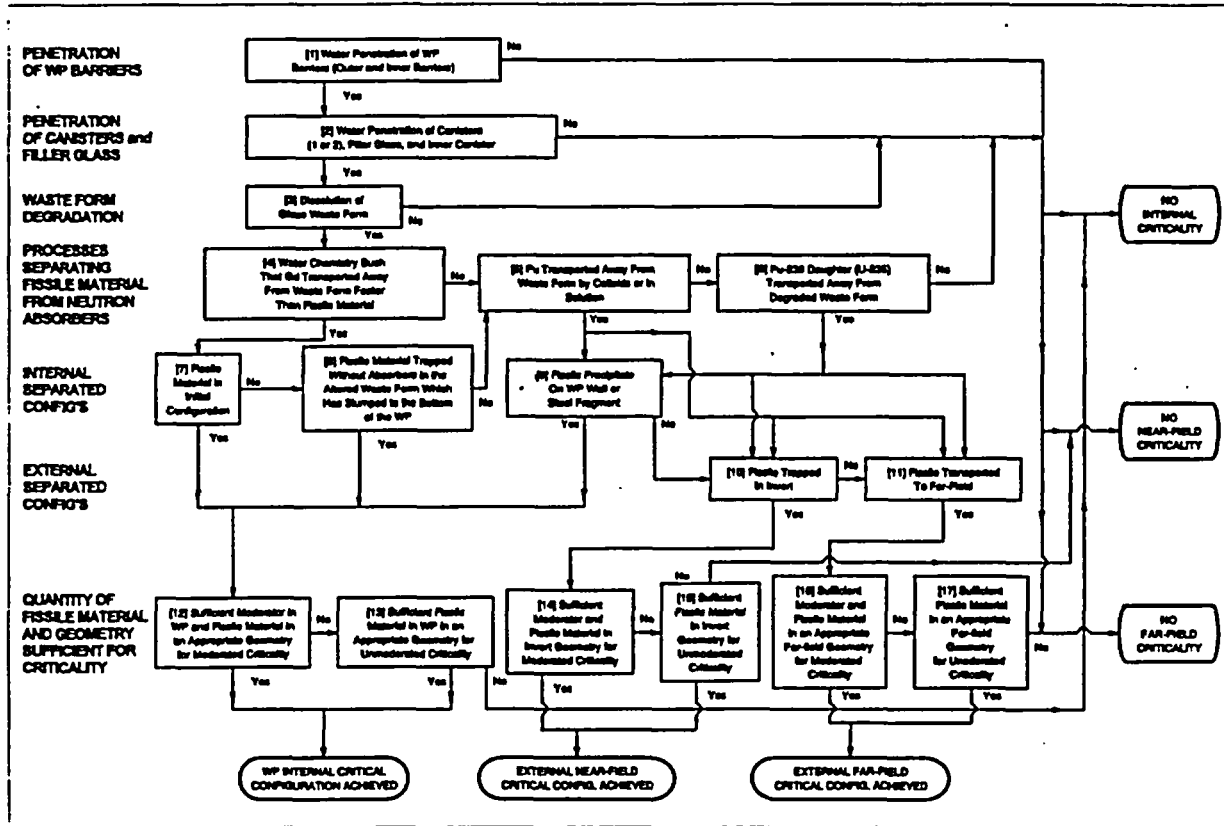 PENETRATION
OF WP BARRIERS
[1] Water Penetration of WP
Barriers (Outer and Inner Barriers)
No
Yes
PENETRATION
OF CANISTERS and
FILLER GLASS
[2] Water Penetration of Canisters
(1 or 2), Filler Glass, and Inner Canister
No
Yes
WASTE FORM
DEGRADATION
[3] Dissolution of
Glass Waste Form
No
Yes
NO
INTERNAL
CRITICALITY
PROCESSES
SEPARATING
FISSILE MATERIAL
FROM NEUTRON
ABSORBERS
[4] Water Chemistry Such
That Gd Transported Away
From Waste Form Faster
Than Fissile Material
No
Yes
[5] Pu Transported Away From
Waste Form by Colloids or in
Solution
No
Yes
[6] Pu-239 Daughter (U-235)
Transported Away From
Degraded Waste Form
No
Yes
INTERNAL
SEPARATED
CONFIG'S
[7] Fissile
Material in
Initial
Configuration
No
Yes
[8] Fissile Material Trapped
Without Absorbers in the
Altered Waste Form Which
Has Slumped to the Bottom
of the WP
No
Yes
[9] Fissile Precipitate
On WP Wall or
Steel Fragment
Yes
No
NO
NEAR-FIELD
CRITICALITY
EXTERNAL
SEPARATED
CONFIG'S
[10] Fissile Trapped
in Invert
No
Yes
[11] Fissile Transported
To Far-Field
Yes
QUANTITY OF
FISSILE MATERIAL
AND GEOMETRY
SUFFICIENT FOR
CRITICALITY
[12] Sufficient Moderator in
WP and Fissile Material in
an Appropriate Geometry
for Moderated Criticality
No
Yes
[13] Sufficient Fissile
Material in WP in an
Appropriate Geometry for
Unmoderated Criticality
No
Yes
[14] Sufficient
Moderator and
Fissile Material in
Invert Geometry for
Moderated Criticality
No
Yes
No
[15] Sufficient
Fissile Material
in Invert
Geometry for
Unmoderated
Criticality
Yes
[16] Sufficient
Moderator and
Fissile Material
in an Appropriate
Far-field Geometry
for Moderated
Criticality
No
Yes
[17] Sufficient
Fissile Material
in an Appropriate
Far-field
Geometry
for Unoderated
Criticality
No
Yes
NO
FAR-FIELD
CRITICALITY
WP INTERNAL CRITICAL
CONFIGURATION ACHIEVED
EXTERNAL NEAR-FIELD
CRITICAL CONFIG. ACHIEVED
EXTERNAL FAR-FIELD
CRITICAL CONFIG. ACHIEVED